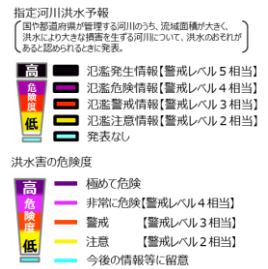 指定河川洪水予報
国や都道府県が管理する河川のうち、流域面積が大きく、
洪水により大きな損害を生ずる河川について、洪水のおそれが
あると認められるときに発表。
高
危険度
低
氾濫発生情報【警戒レベル5相当】
氾濫危険情報【警戒レベル4相当】
氾濫警戒情報【警戒レベル3相当】
氾濫注意情報【警戒レベル2相当】
発表なし
洪水害の危険度
高
危険度
低
極めて危険
非常に危険【警戒レベル4相当】
警戒 【警戒レベル3相当】
注意 【警戒レベル2相当】
今後の情報等に留意